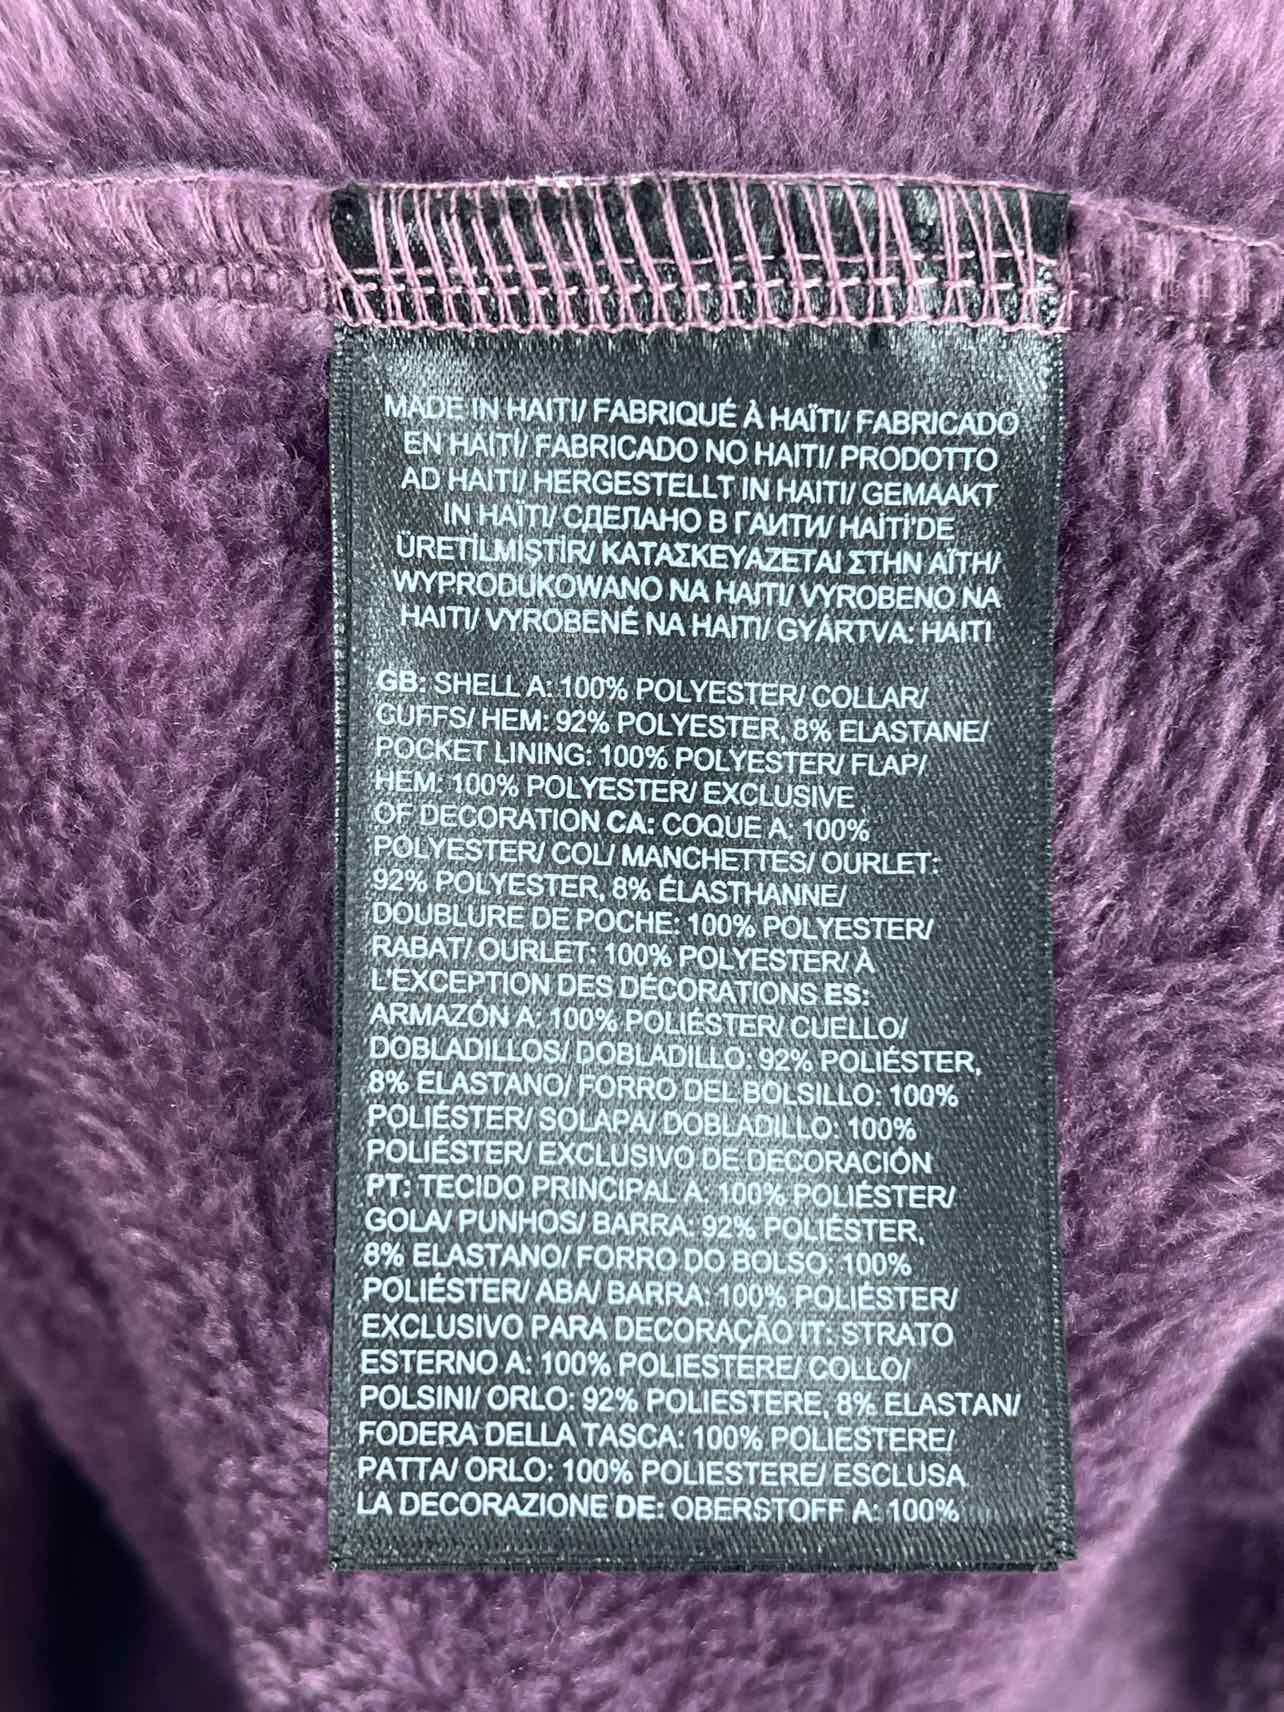 MADE IN HAITI/ FABRIQUÉ À HAÏTI/ FABRICADO
EN HAITÍ/ FABRICADO NO HAITI/ PRODOTTO
AD HAITI/ HERGESTELLT IN HAITI/ GEMAAKT
IN HAÏTI/ СДЕЛАНО В ГАИТИ/ HAİTİ'DE
ÜRETİLMİŞTİR/ ΚΑΤΑΣΚΕΥΑΖΕΤΑΙ ΣΤΗΝ ΑΪΤΗ/
WYPRODUKOWANO NA HAITI/ VYROBENO NA
HAITI/ VYROBENÉ NA HAITI/ GYÁRTVA: HAITI
GB: SHELL A: 100% POLYESTER/ COLLAR/
CUFFS/ HEM: 92% POLYESTER, 8% ELASTANE/
POCKET LINING: 100% POLYESTER/ FLAP/
HEM: 100% POLYESTER/ EXCLUSIVE
OF DECORATION CA: COQUE A: 100%
POLYESTER/ COL/ MANCHETTES/ OURLET:
92% POLYESTER, 8% ÉLASTHANNE/
DOUBLURE DE POCHE: 100% POLYESTER/
RABAT/ OURLET: 100% POLYESTER/ À
L'EXCEPTION DES DÉCORATIONS ES:
ARMAZÓN A: 100% POLIÉSTER/ CUELLO/
DOBLADILLOS/ DOBLADILLO: 92% POLIÉSTER,
8% ELASTANO/ FORRO DEL BOLSILLO: 100%
POLIÉSTER/ SOLAPA/ DOBLADILLO: 100%
POLIÉSTER/ EXCLUSIVO DE DECORACIÓN
PT: TECIDO PRINCIPAL A: 100% POLIÉSTER/
GOLA/ PUNHOS/ BARRA: 92% POLIÉSTER,
8% ELASTANO/ FORRO DO BOLSO: 100%
POLIÉSTER/ ABA/ BARRA: 100% POLIÉSTER/
EXCLUSIVO PARA DECORAÇÃO IT: STRATO
ESTERNO A: 100% POLIESTERE/ COLLO/
POLSINI/ ORLO: 92% POLIESTERE, 8% ELASTAN/
FODERA DELLA TASCA: 100% POLIESTERE/
PATTA/ ORLO: 100% POLIESTERE/ ESCLUSA
LA DECORAZIONE DE: OBERSTOFF A: 100%